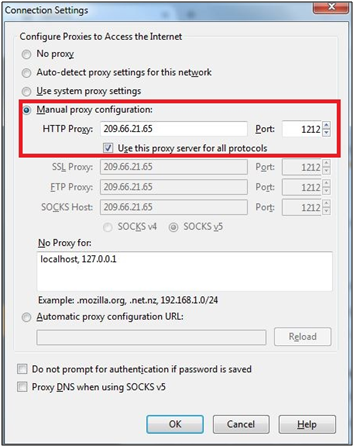 Connection Settings
Configure Proxies to Access the Internet
No proxy
Auto-detect proxy settings for this network
Use system proxy settings
Manual proxy configuration:
HTTP Proxy: 209.66.21.65 Port: 1212
Use this proxy server for all protocols
SSL Proxy: 209.66.21.65 Port: 1212
FTP Proxy: 209.66.21.65 Port: 1212
SOCKS Host: 209.66.21.65 Port: 1212
SOCKS v4 SOCKS v5
No Proxy for:
localhost, 127.0.0.1
Example: .mozilla.org, .net.nz, 192.168.1.0/24
Automatic proxy configuration URL:
Reload
Do not prompt for authentication if password is saved
Proxy DNS when using SOCKS v5
OK Cancel Help